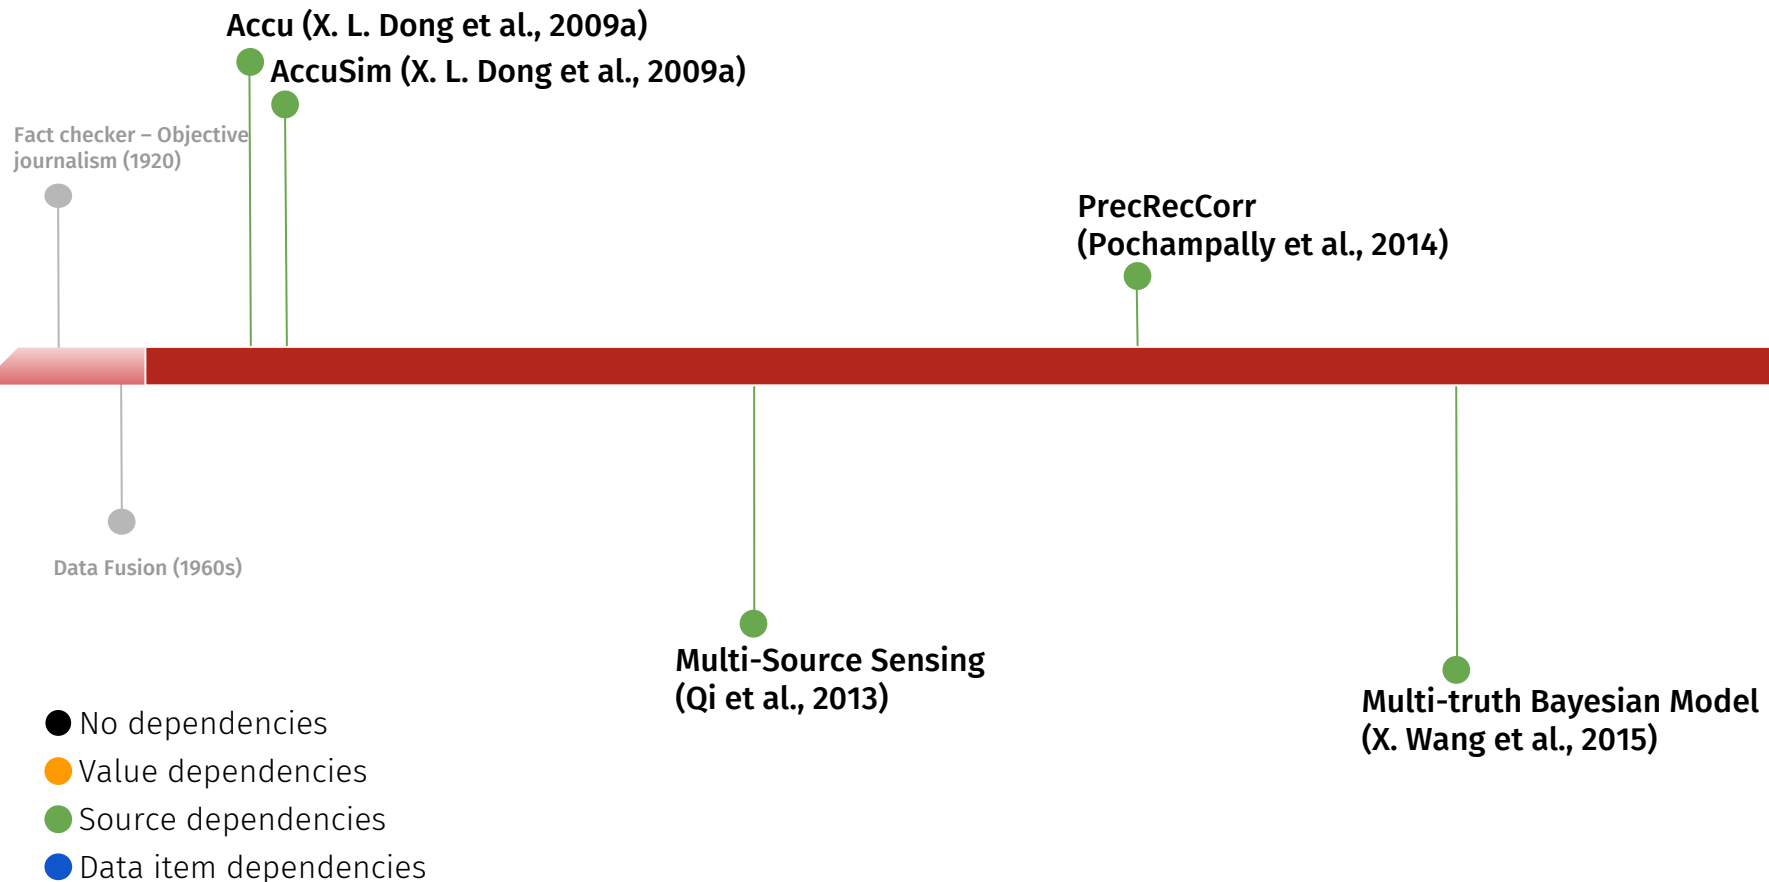 Accu (X. L. Dong et al., 2009a)
AccuSim (X. L. Dong et al., 2009a)
Fact checker – Objective
journalism (1920)
PrecRecCorr
(Pochampally et al., 2014)
Data Fusion (1960s)
Multi-Source Sensing
(Qi et al., 2013)
Multi-truth Bayesian Model
(X. Wang et al., 2015)
No dependencies
Value dependencies
Source dependencies
Data item dependencies